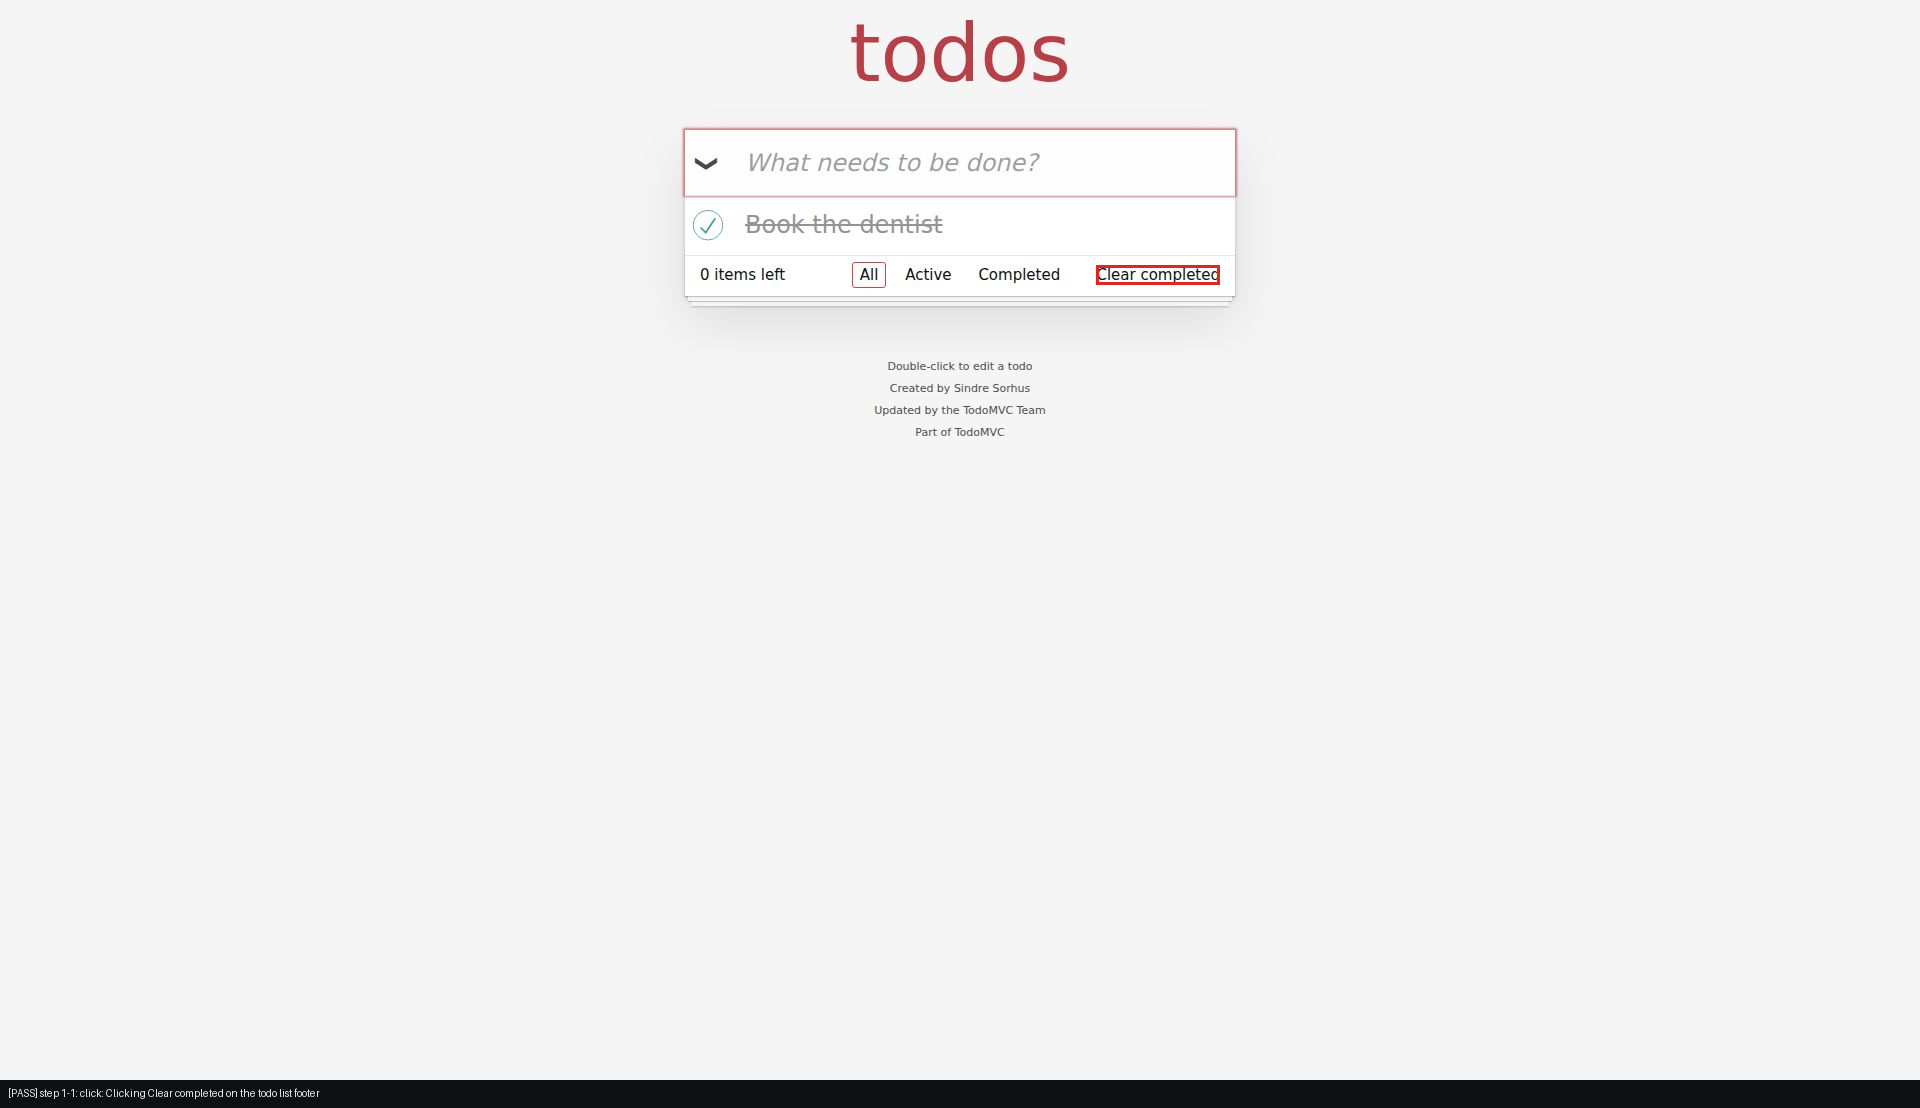 todos
What needs to be done?
Book the dentist
0 items left All Active Completed Clear completed
Double-click to edit a todo
Created by Sindre Sorhus
Updated by the TodoMVC Team
Part of TodoMVC
[PASS] step 1-1: click: Clicking Clear completed on the todo list footer